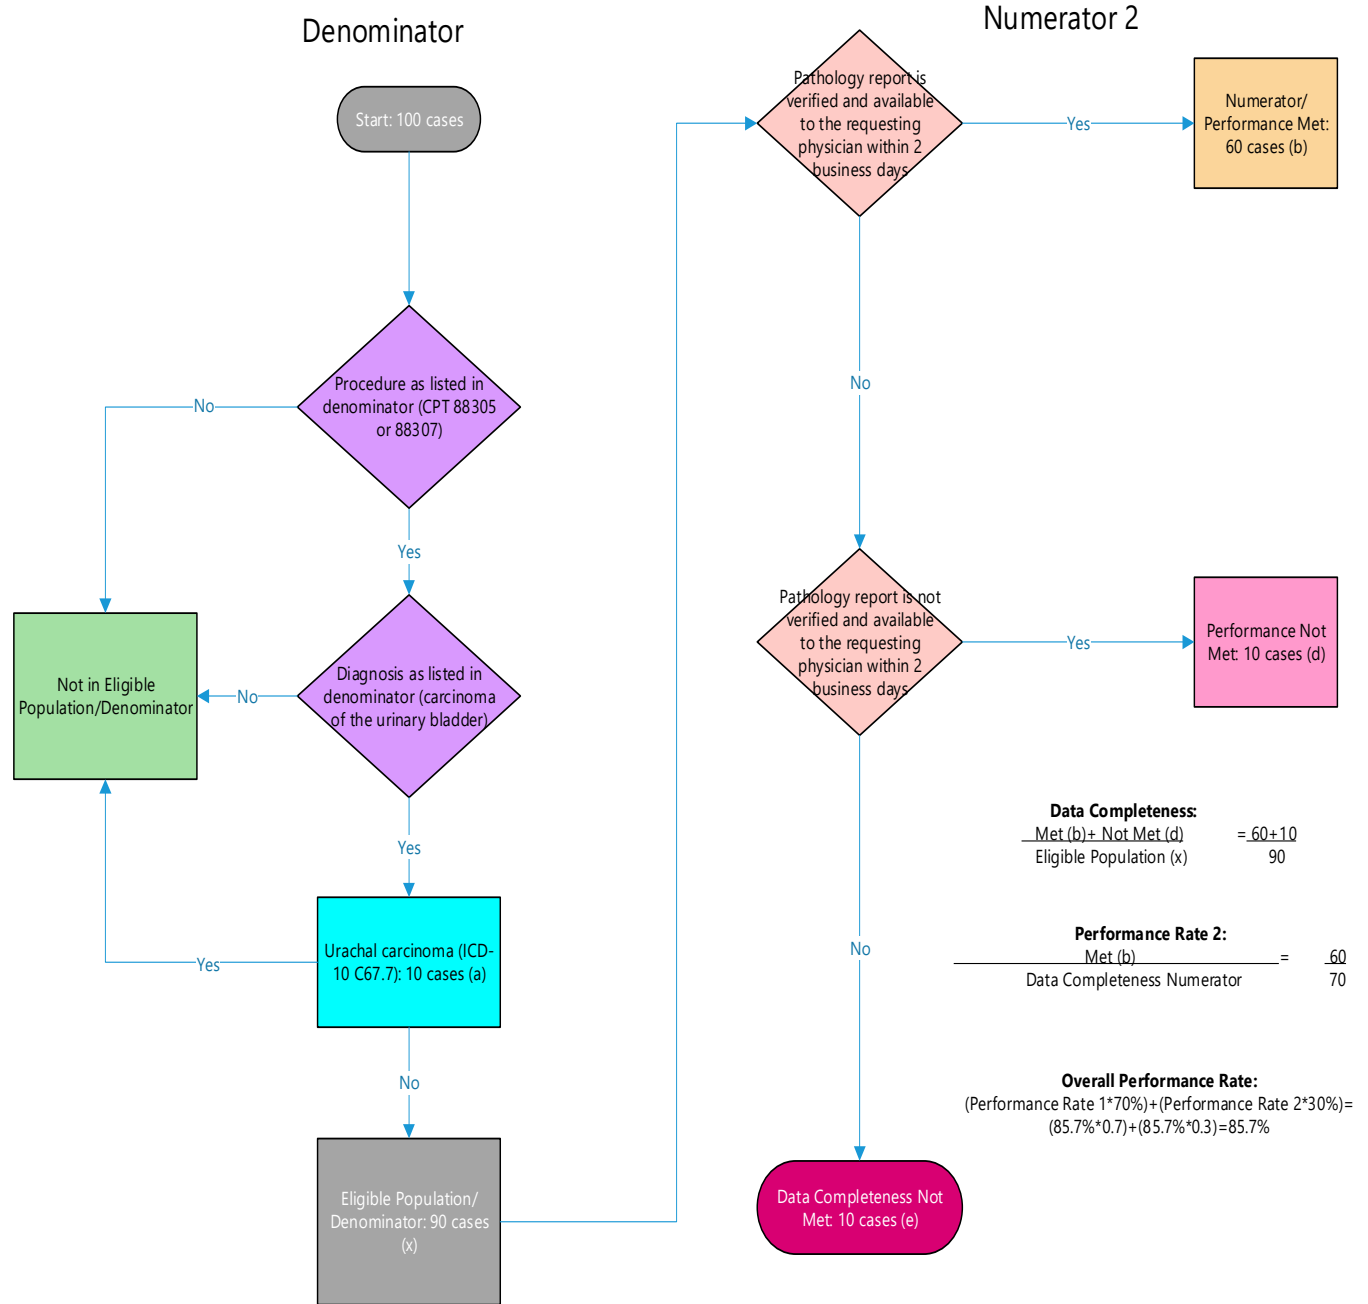 Denominator
Start: 100 cases
Procedure as listed in
denominator (CPT 88305
or 88307)
No
Yes
Diagnosis as listed in
denominator (carcinoma
of the urinary bladder)
No
Not in Eligible
Population/Denominator
Yes
Urachal carcinoma (ICD-
10 C67.7): 10 cases (a)
Yes
No
Eligible Population/
Denominator: 90 cases
(x)
Numerator 2
Pathology report is
verified and available
to the requesting
physician within 2
business days
Yes
Numerator/
Performance Met:
60 cases (b)
No
Pathology report is not
verified and available
to the requesting
physician within 2
business days
Yes
Performance Not
Met: 10 cases (d)
No
Data Completeness Not
Met: 10 cases (e)
Data Completeness:
Met (b)+ Not Met (d) = 60+10
Eligible Population (x) 90
Performance Rate 2:
Met (b) = 60
Data Completeness Numerator 70
Overall Performance Rate:
(Performance Rate 1*70%)+(Performance Rate 2*30%)=
(85.7%*0.7)+(85.7%*0.3)=85.7%